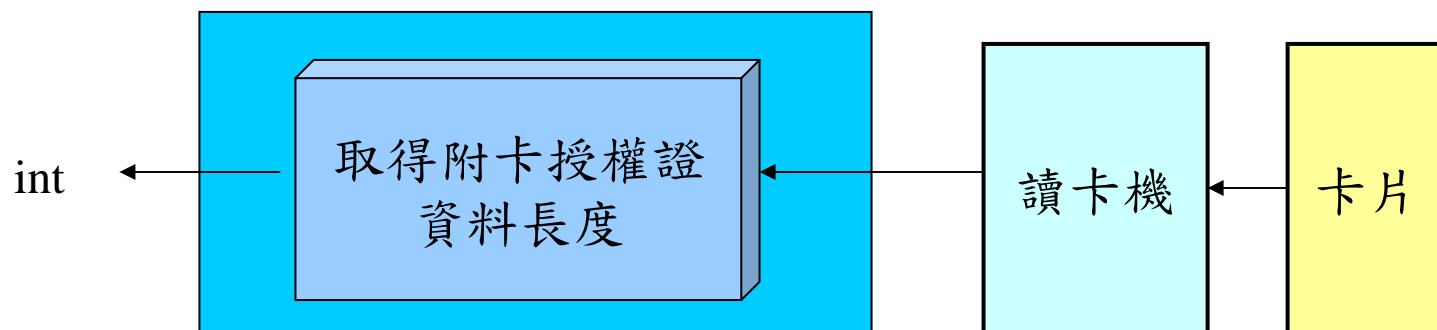 int
取得附卡授權證
資料長度
讀卡機
卡片